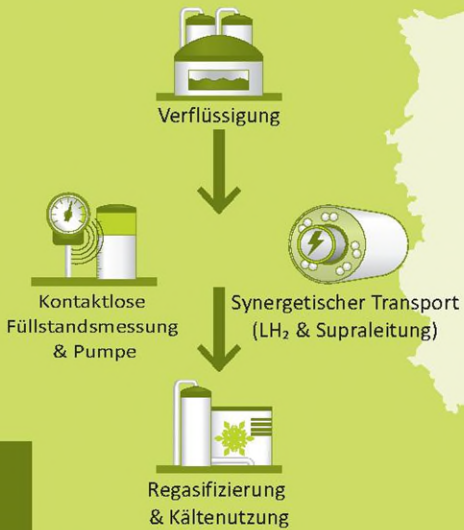 Verflüssigung
Kontaktlose
Füllstandsmessung
& Pumpe
Synergetischer Transport
(LH₂ & Supraleitung)
Regasifizierung
& Kältenutzung